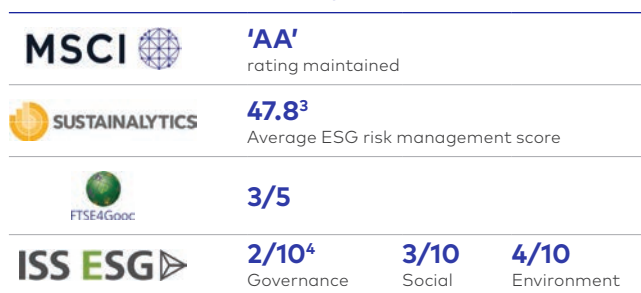 MSCI
'AA'
rating maintained
SUSTAINALYTICS
47.8³
Average ESG risk management score
FTSE4Gooc
3/5
ISS ESG
2/10⁴ 3/10 4/10
Governance Social Environment